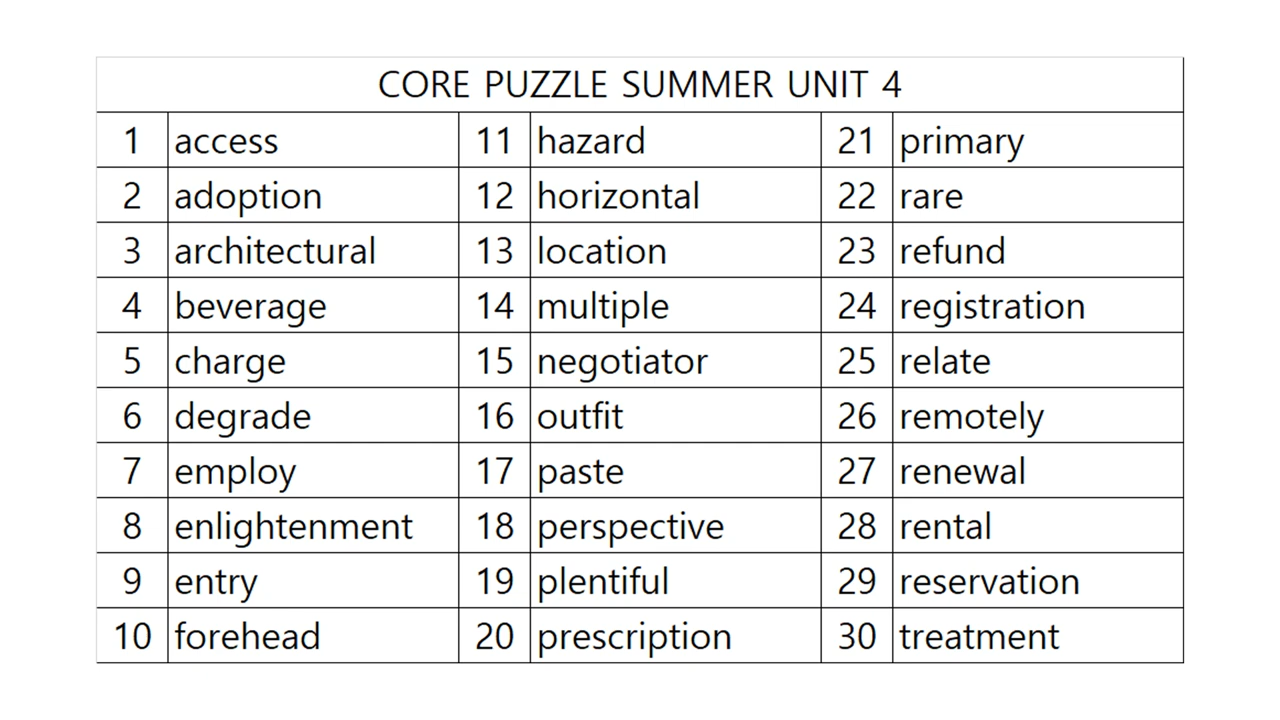 CORE PUZZLE SUMMER UNIT 4
1 access 11 hazard 21 primary
2 adoption 12 horizontal 22 rare
3 architectural 13 location 23 refund
4 beverage 14 multiple 24 registration
5 charge 15 negotiator 25 relate
6 degrade 16 outfit 26 remotely
7 employ 17 paste 27 renewal
8 enlightenment 18 perspective 28 rental
9 entry 19 plentiful 29 reservation
10 forehead 20 prescription 30 treatment